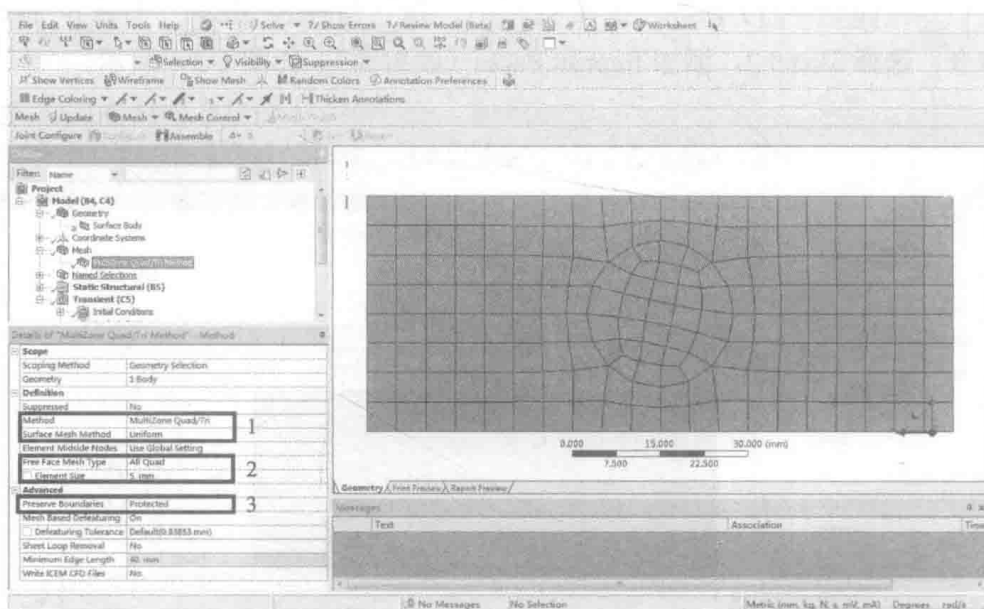 File Edit View Units Tools Help Solve ▾ ?/ Show Errors ?/ Review Model (Beta) Worksheet
Selection ▾ Visibility ▾ Suppression ▾
Show Vertices Wireframe Show Mesh Random Colors Annotation Preferences
Edge Coloring ▾ Thicken Annotations
Mesh Update Mesh ▾ Mesh Control ▾
Joint Configure Assemble
Filter: Name
Project
Model (B4, C4)
Geometry
Surface Body
Coordinate Systems
Mesh
MultiZone Quad/Tri Method
Named Selections
Static Structural (B5)
Transient (C5)
Initial Conditions
Details of "MultiZone Quad/Tri Method" - Method
Scope
Scoping Method Geometry Selection
Geometry 1 Body
Definition
Suppressed No
Method MultiZone Quad/Tri
Surface Mesh Method Uniform
1
Element Midside Nodes Use Global Setting
Free Face Mesh Type All Quad
Element Size 5. mm
2
Advanced
Preserve Boundaries Protected
3
Mesh Based Defeaturing On
Defeaturing Tolerance
Sheet Loop Removal No
Minimum Edge Length 40. mm
Write ICEM CFD Files No
0.000 15.000 30.000 (mm)
7.500 22.500
Geometry Print Preview Report Preview
Messages
Text Association Time
No Messages No Selection Metric (mm, kg, N, s, mV, mA) Degrees rad/s